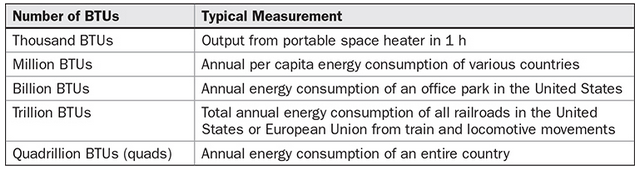 Number of BTUs Typical Measurement
Thousand BTUs Output from portable space heater in 1 h
Million BTUs Annual per capita energy consumption of various countries
Billion BTUs Annual energy consumption of an office park in the United States
Trillion BTUs Total annual energy consumption of all railroads in the United
States or European Union from train and locomotive movements
Quadrillion BTUs (quads) Annual energy consumption of an entire country